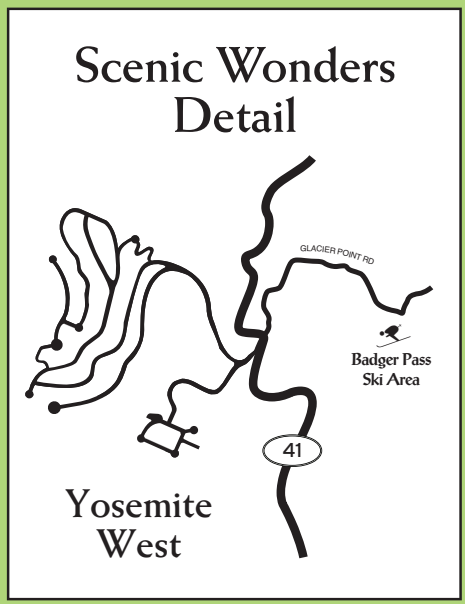 Scenic Wonders
Detail
GLACIER POINT RD
Badger Pass
Ski Area
41
Yosemite
West